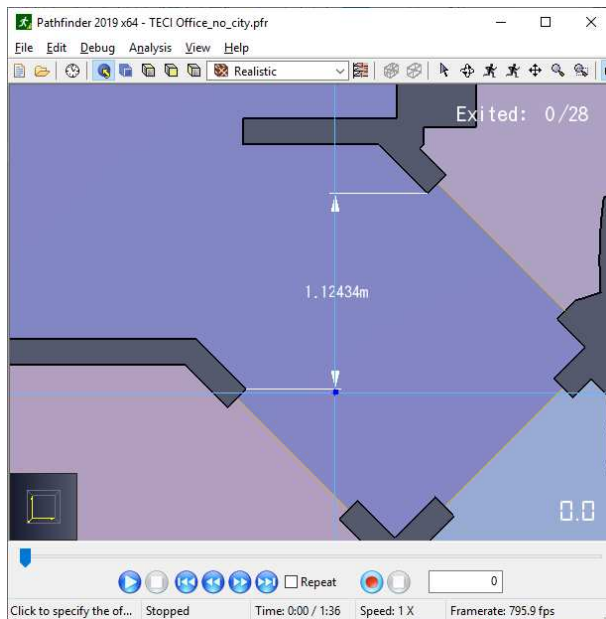 Pathfinder 2019 x64 - TECI Office_no_city.pfr
File Edit Debug Analysis View Help
Realistic
Exited: 0/28
1.12434m
0.0
Repeat
0
Click to specify the of... Stopped Time: 0:00 / 1:36 Speed: 1 X Framerate: 795.9 fps